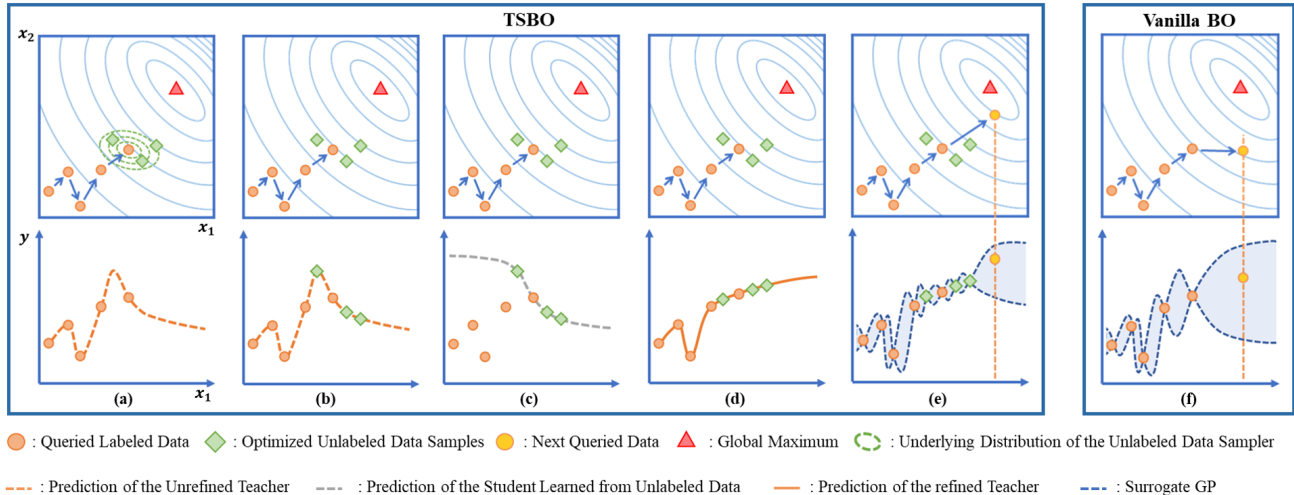 TSBO
Vanilla BO
x₂
x₁
y
x₁
(a)
(b)
(c)
(d)
(e)
(f)
: Queried Labeled Data
: Optimized Unlabeled Data Samples
: Next Queried Data
: Global Maximum
: Underlying Distribution of the Unlabeled Data Sampler
: Prediction of the Unrefined Teacher
: Prediction of the Student Learned from Unlabeled Data
: Prediction of the refined Teacher
: Surrogate GP